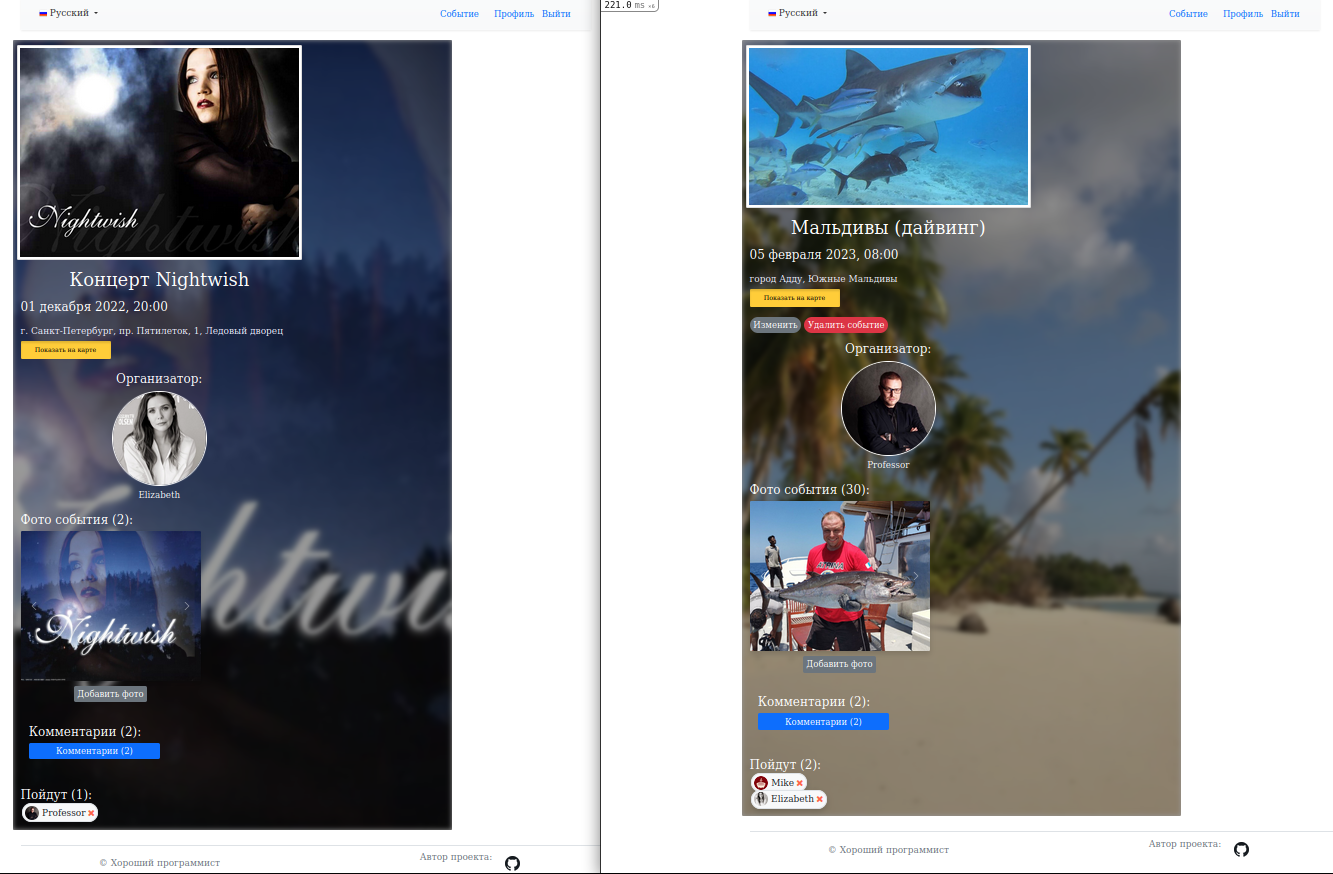 Русский
Событие Профиль Выйти
Nightwish
Nightwish
Концерт Nightwish
01 декабря 2022, 20:00
г. Санкт-Петербург, пр. Пятилеток, 1, Ледовый дворец
Показать на карте
Организатор:
Elizabeth
Фото события (2):
Nightwish
Добавить фото
Комментарии (2):
Комментарии (2)
Пойдут (1):
Professor ✖
© Хороший программист
Автор проекта:
221.0 ms ×6
Русский
Событие Профиль Выйти
Мальдивы (дайвинг)
05 февраля 2023, 08:00
город Адду, Южные Мальдивы
Показать на карте
Изменить Удалить событие
Организатор:
Professor
Фото события (30):
Добавить фото
Комментарии (2):
Комментарии (2)
Пойдут (2):
Mike ✖
Elizabeth ✖
© Хороший программист
Автор проекта: